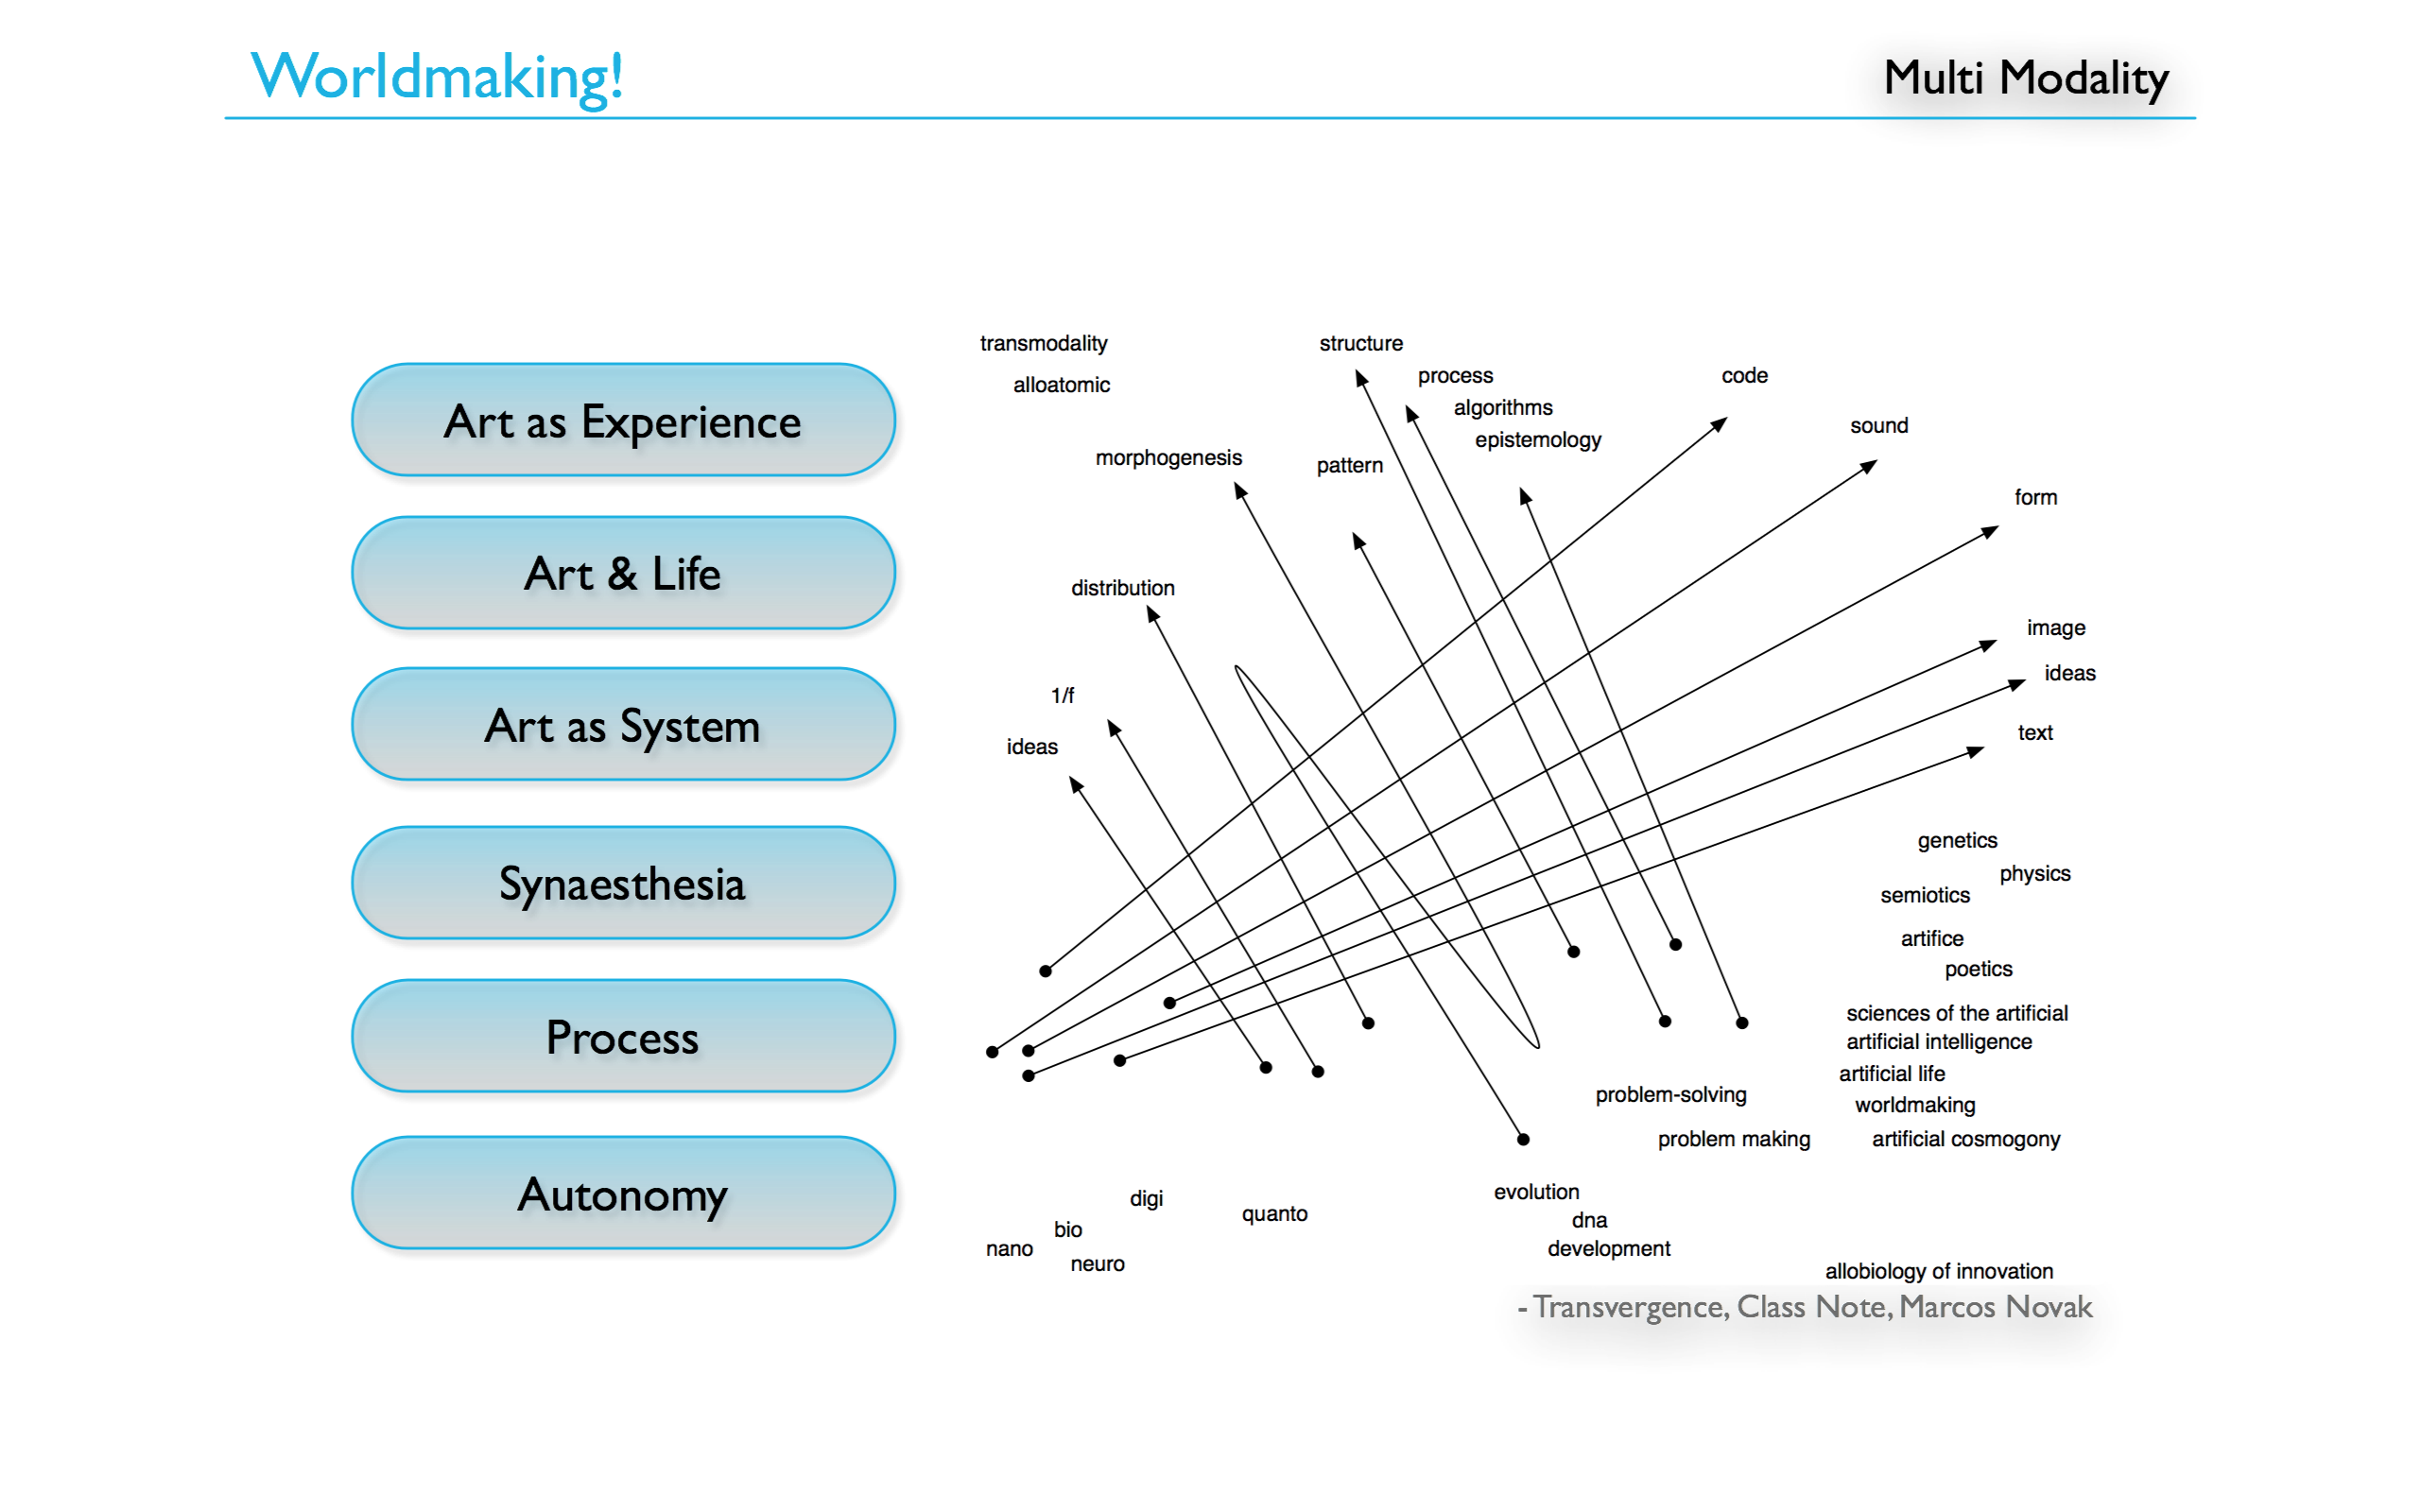 Worldmaking!
Multi Modality
Art as Experience
Art & Life
Art as System
Synaesthesia
Process
Autonomy
transmodality
alloatomic
structure
process
algorithms
epistemology
code
sound
morphogenesis
pattern
form
distribution
image
ideas
1/f
text
ideas
genetics
physics
semiotics
artifice
poetics
sciences of the artificial
artificial intelligence
artificial life
problem-solving
worldmaking
problem making
artificial cosmogony
evolution
dna
development
digi
quanto
bio
nano
neuro
allobiology of innovation
- Transvergence, Class Note, Marcos Novak